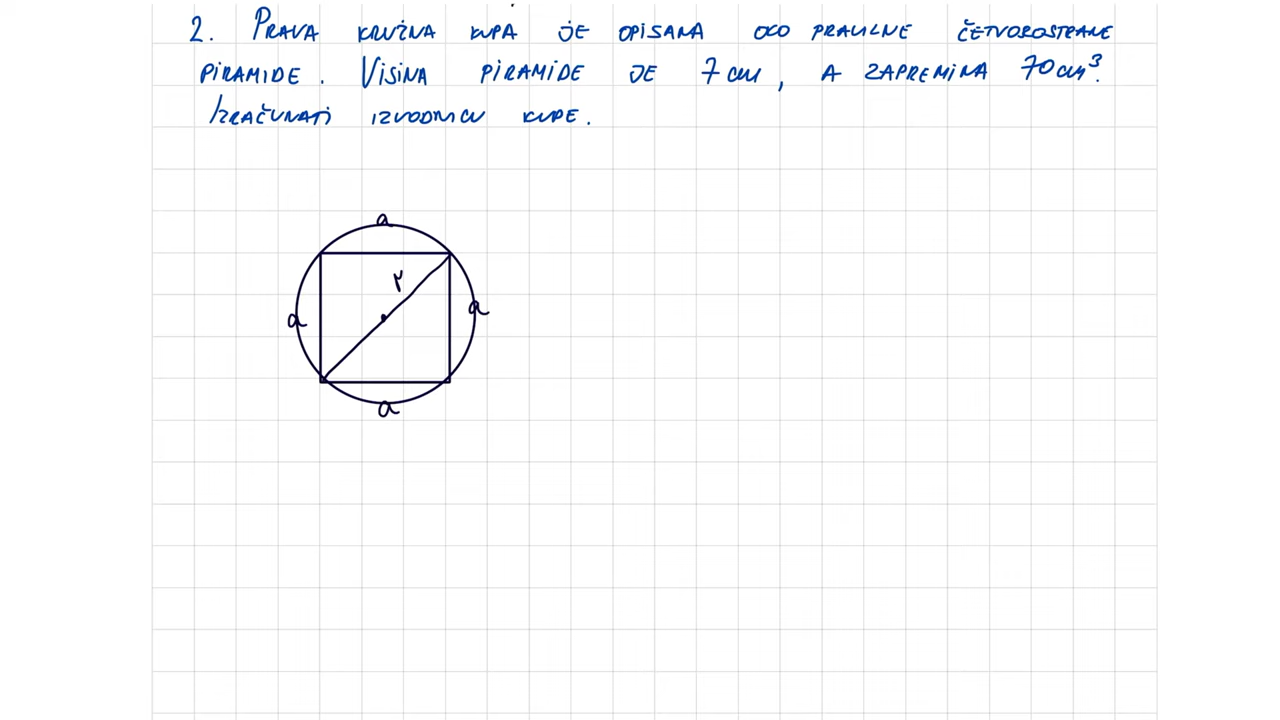 2. PRAVA KRUŽNA KUPA JE OPISANA OKO PRAVILNE ČETVOROSTRANE
PIRAMIDE. VISINA PIRAMIDE JE 7 cm, A ZAPREMINA 70 cm³.
IZRAČUNATI IZVODNICU KUPE.
a
r
a
a
a